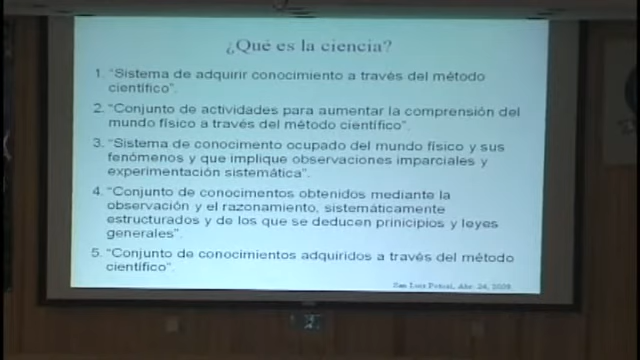 ¿Qué es la ciencia?
1. “Sistema de adquirir conocimiento a través del método
científico”.
2. “Conjunto de actividades para aumentar la comprensión del
mundo físico a través del método científico”.
3. “Sistema de conocimiento ocupado del mundo físico y sus
fenómenos y que implique observaciones imparciales y
experimentación sistemática”.
4. “Conjunto de conocimientos obtenidos mediante la
observación y el razonamiento, sistemáticamente
estructurados y de los que se deducen prinicipios y leyes
generales”.
5. “Conjunto de conocimientos adquiridos a través del método
científico”.
San Luis Potosí, Abr. 24, 2009.